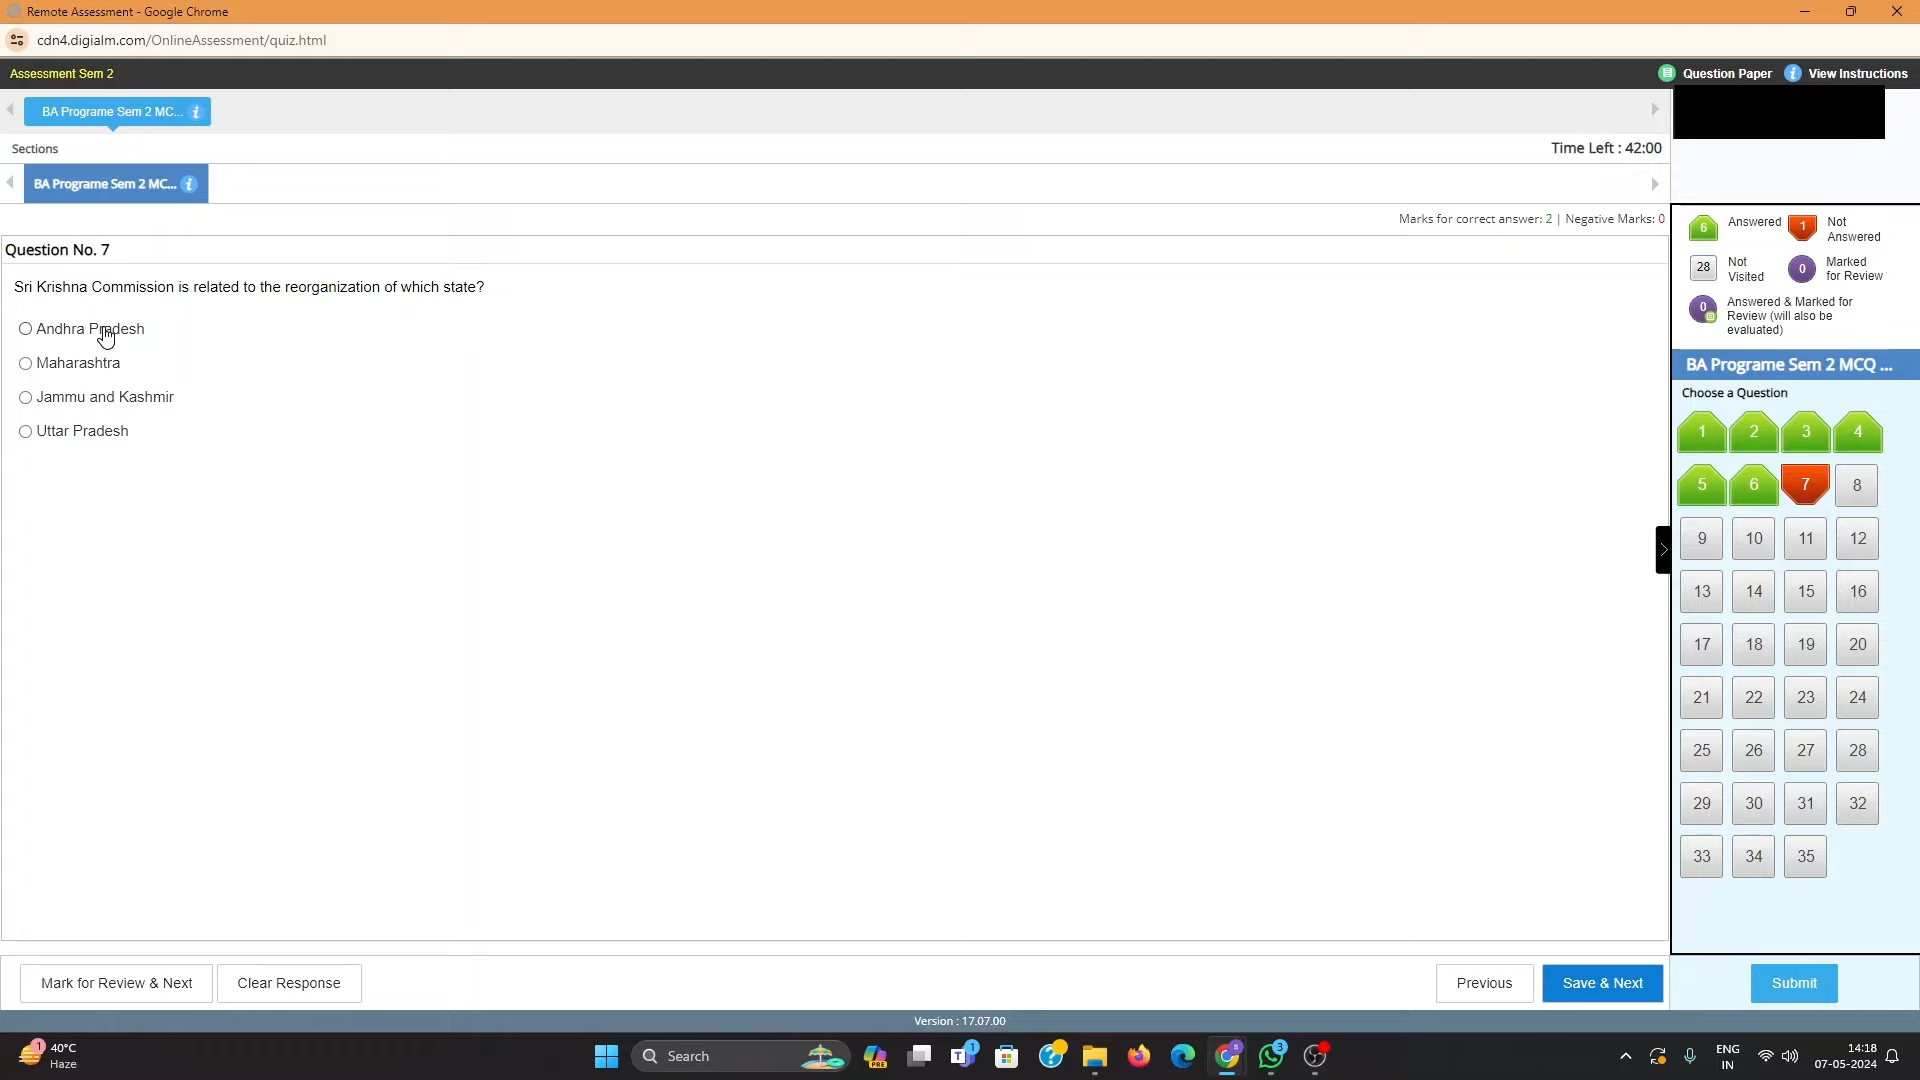 Remote Assessment - Google Chrome
cdn4.digialm.com/OnlineAssessment/quiz.html
Assessment Sem 2
Question Paper
View Instructions
BA Programe Sem 2 MC...
Sections
Time Left : 42:00
BA Programe Sem 2 MC...
Marks for correct answer: 2 | Negative Marks: 0
Question No. 7
Sri Krishna Commission is related to the reorganization of which state?
Andhra Pradesh
Maharashtra
Jammu and Kashmir
Uttar Pradesh
6 Answered
1 Not Answered
28 Not Visited
0 Marked for Review
0 Answered & Marked for
Review (will also be
evaluated)
BA Programe Sem 2 MCQ ...
Choose a Question
1 2 3 4
5 6 7 8
9 10 11 12
13 14 15 16
17 18 19 20
21 22 23 24
25 26 27 28
29 30 31 32
33 34 35
Mark for Review & Next
Clear Response
Previous
Save & Next
Submit
Version : 17.07.00
1
40°C
Haze
Search
PRE
1
3
ENG
IN
14:18
07-05-2024